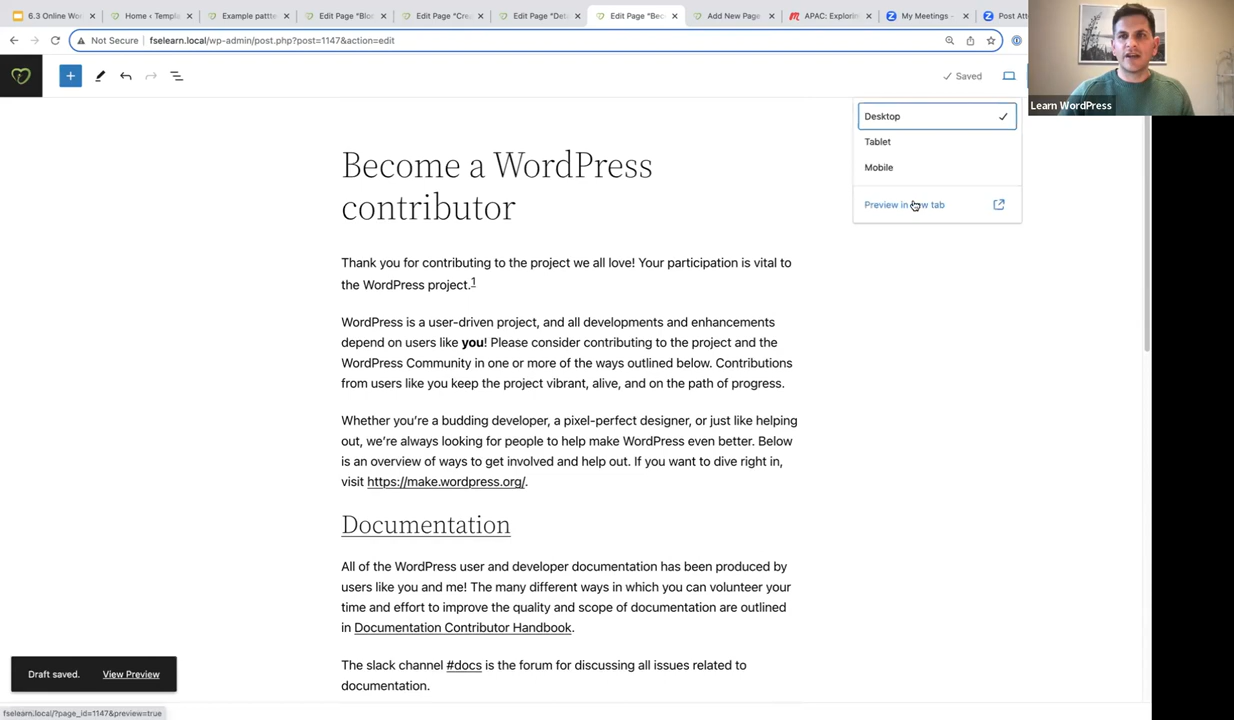 6.3 Online Wor
Home ‹ Templa
Example pattte
Edit Page "Blo
Edit Page "Cre
Edit Page "Deta
Edit Page "Bec
Add New Page
APAC: Explorin
My Meetings -
Post Att
Not Secure
fselearn.local/wp-admin/post.php?post=1147&action=edit
Saved
Learn WordPress
Desktop
Tablet
Mobile
Preview in new tab
Become a WordPress
contributor
Thank you for contributing to the project we all love! Your participation is vital to
the WordPress project.1
WordPress is a user-driven project, and all developments and enhancements
depend on users like you! Please consider contributing to the project and the
WordPress Community in one or more of the ways outlined below. Contributions
from users like you keep the project vibrant, alive, and on the path of progress.
Whether you're a budding developer, a pixel-perfect designer, or just like helping
out, we're always looking for people to help make WordPress even better. Below
is an overview of ways to get involved and help out. If you want to dive right in,
visit https://make.wordpress.org/.
Documentation
All of the WordPress user and developer documentation has been produced by
users like you and me! The many different ways in which you can volunteer your
time and effort to improve the quality and scope of documentation are outlined
in Documentation Contributor Handbook.
The slack channel #docs is the forum for discussing all issues related to
documentation.
Draft saved.
View Preview
fselearn.local/?page_id=1147&preview=true